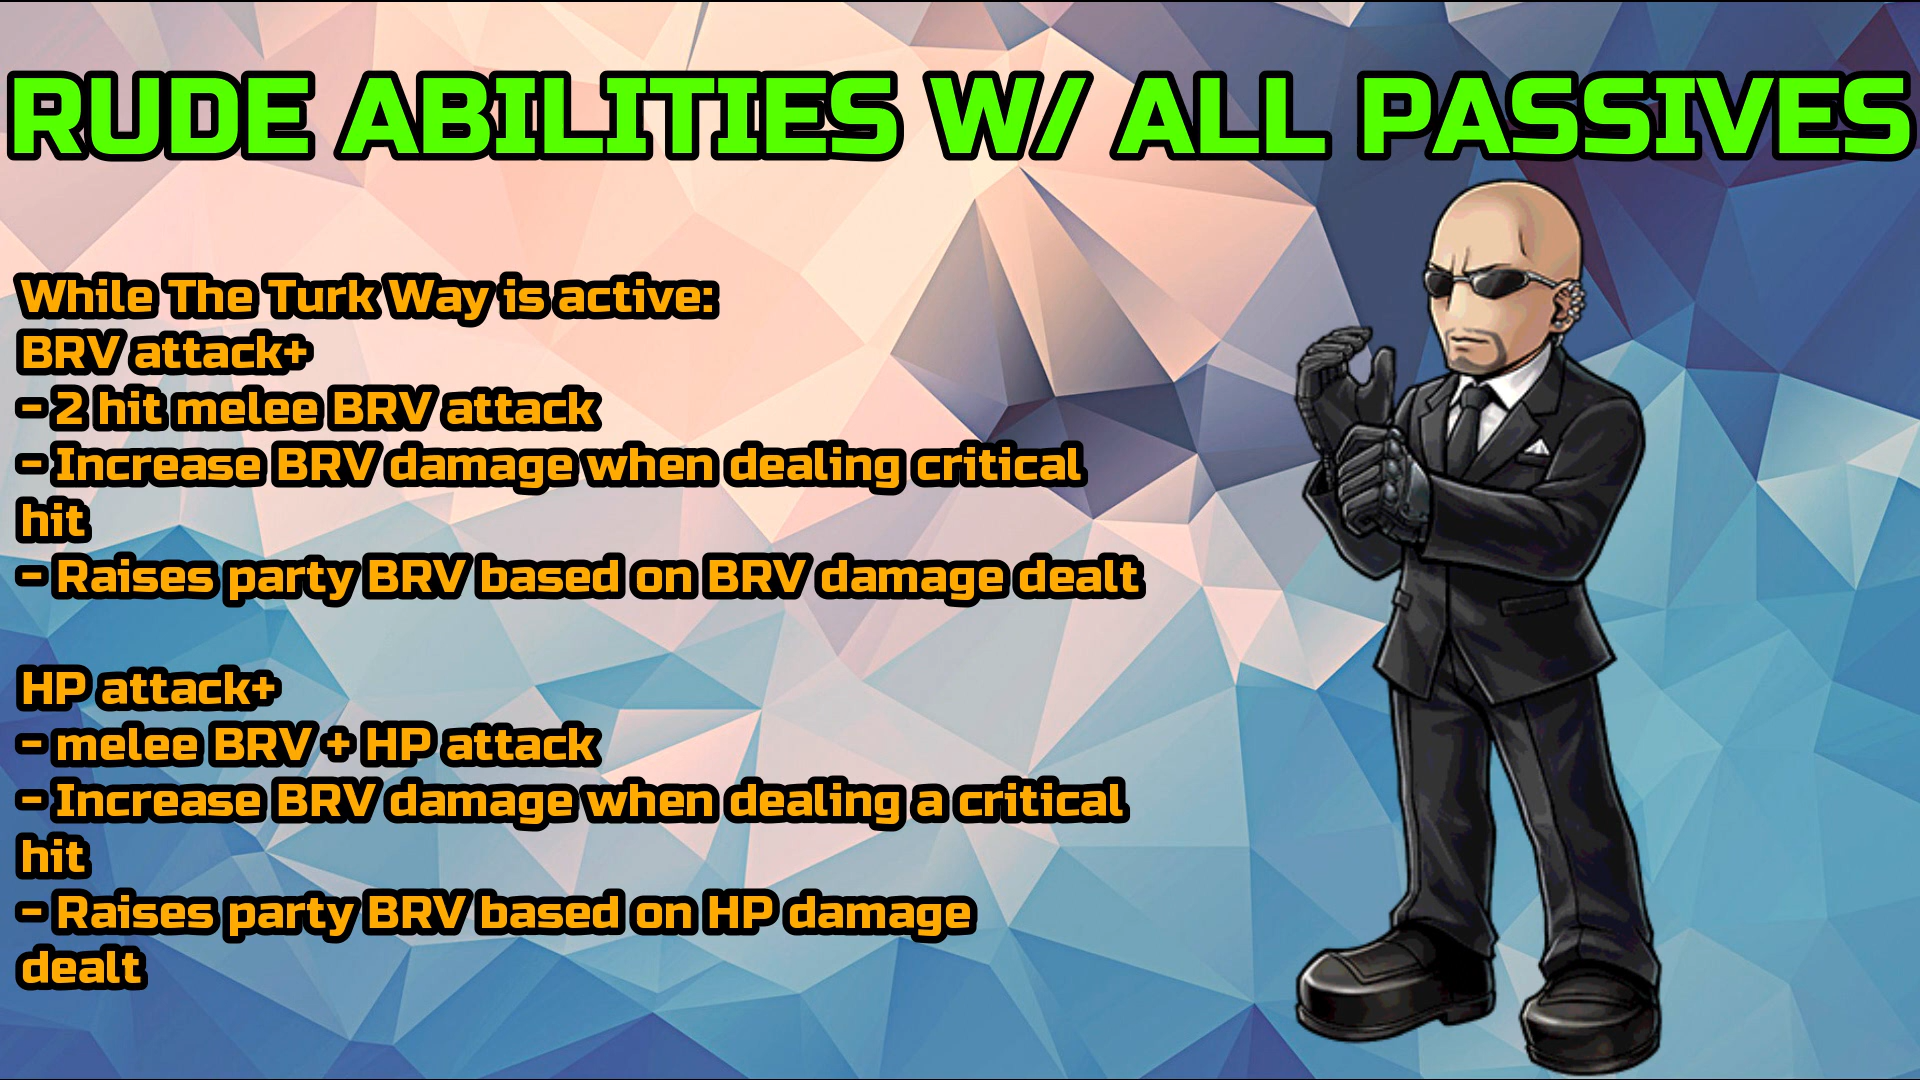 RUDE ABILITIES W/ ALL PASSIVES
While The Turk Way is active:
BRV attack+
- 2 hit melee BRV attack
- Increase BRV damage when dealing critical
hit
- Raises party BRV based on BRV damage dealt
HP attack+
- melee BRV + HP attack
- Increase BRV damage when dealing a critical
hit
- Raises party BRV based on HP damage
dealt